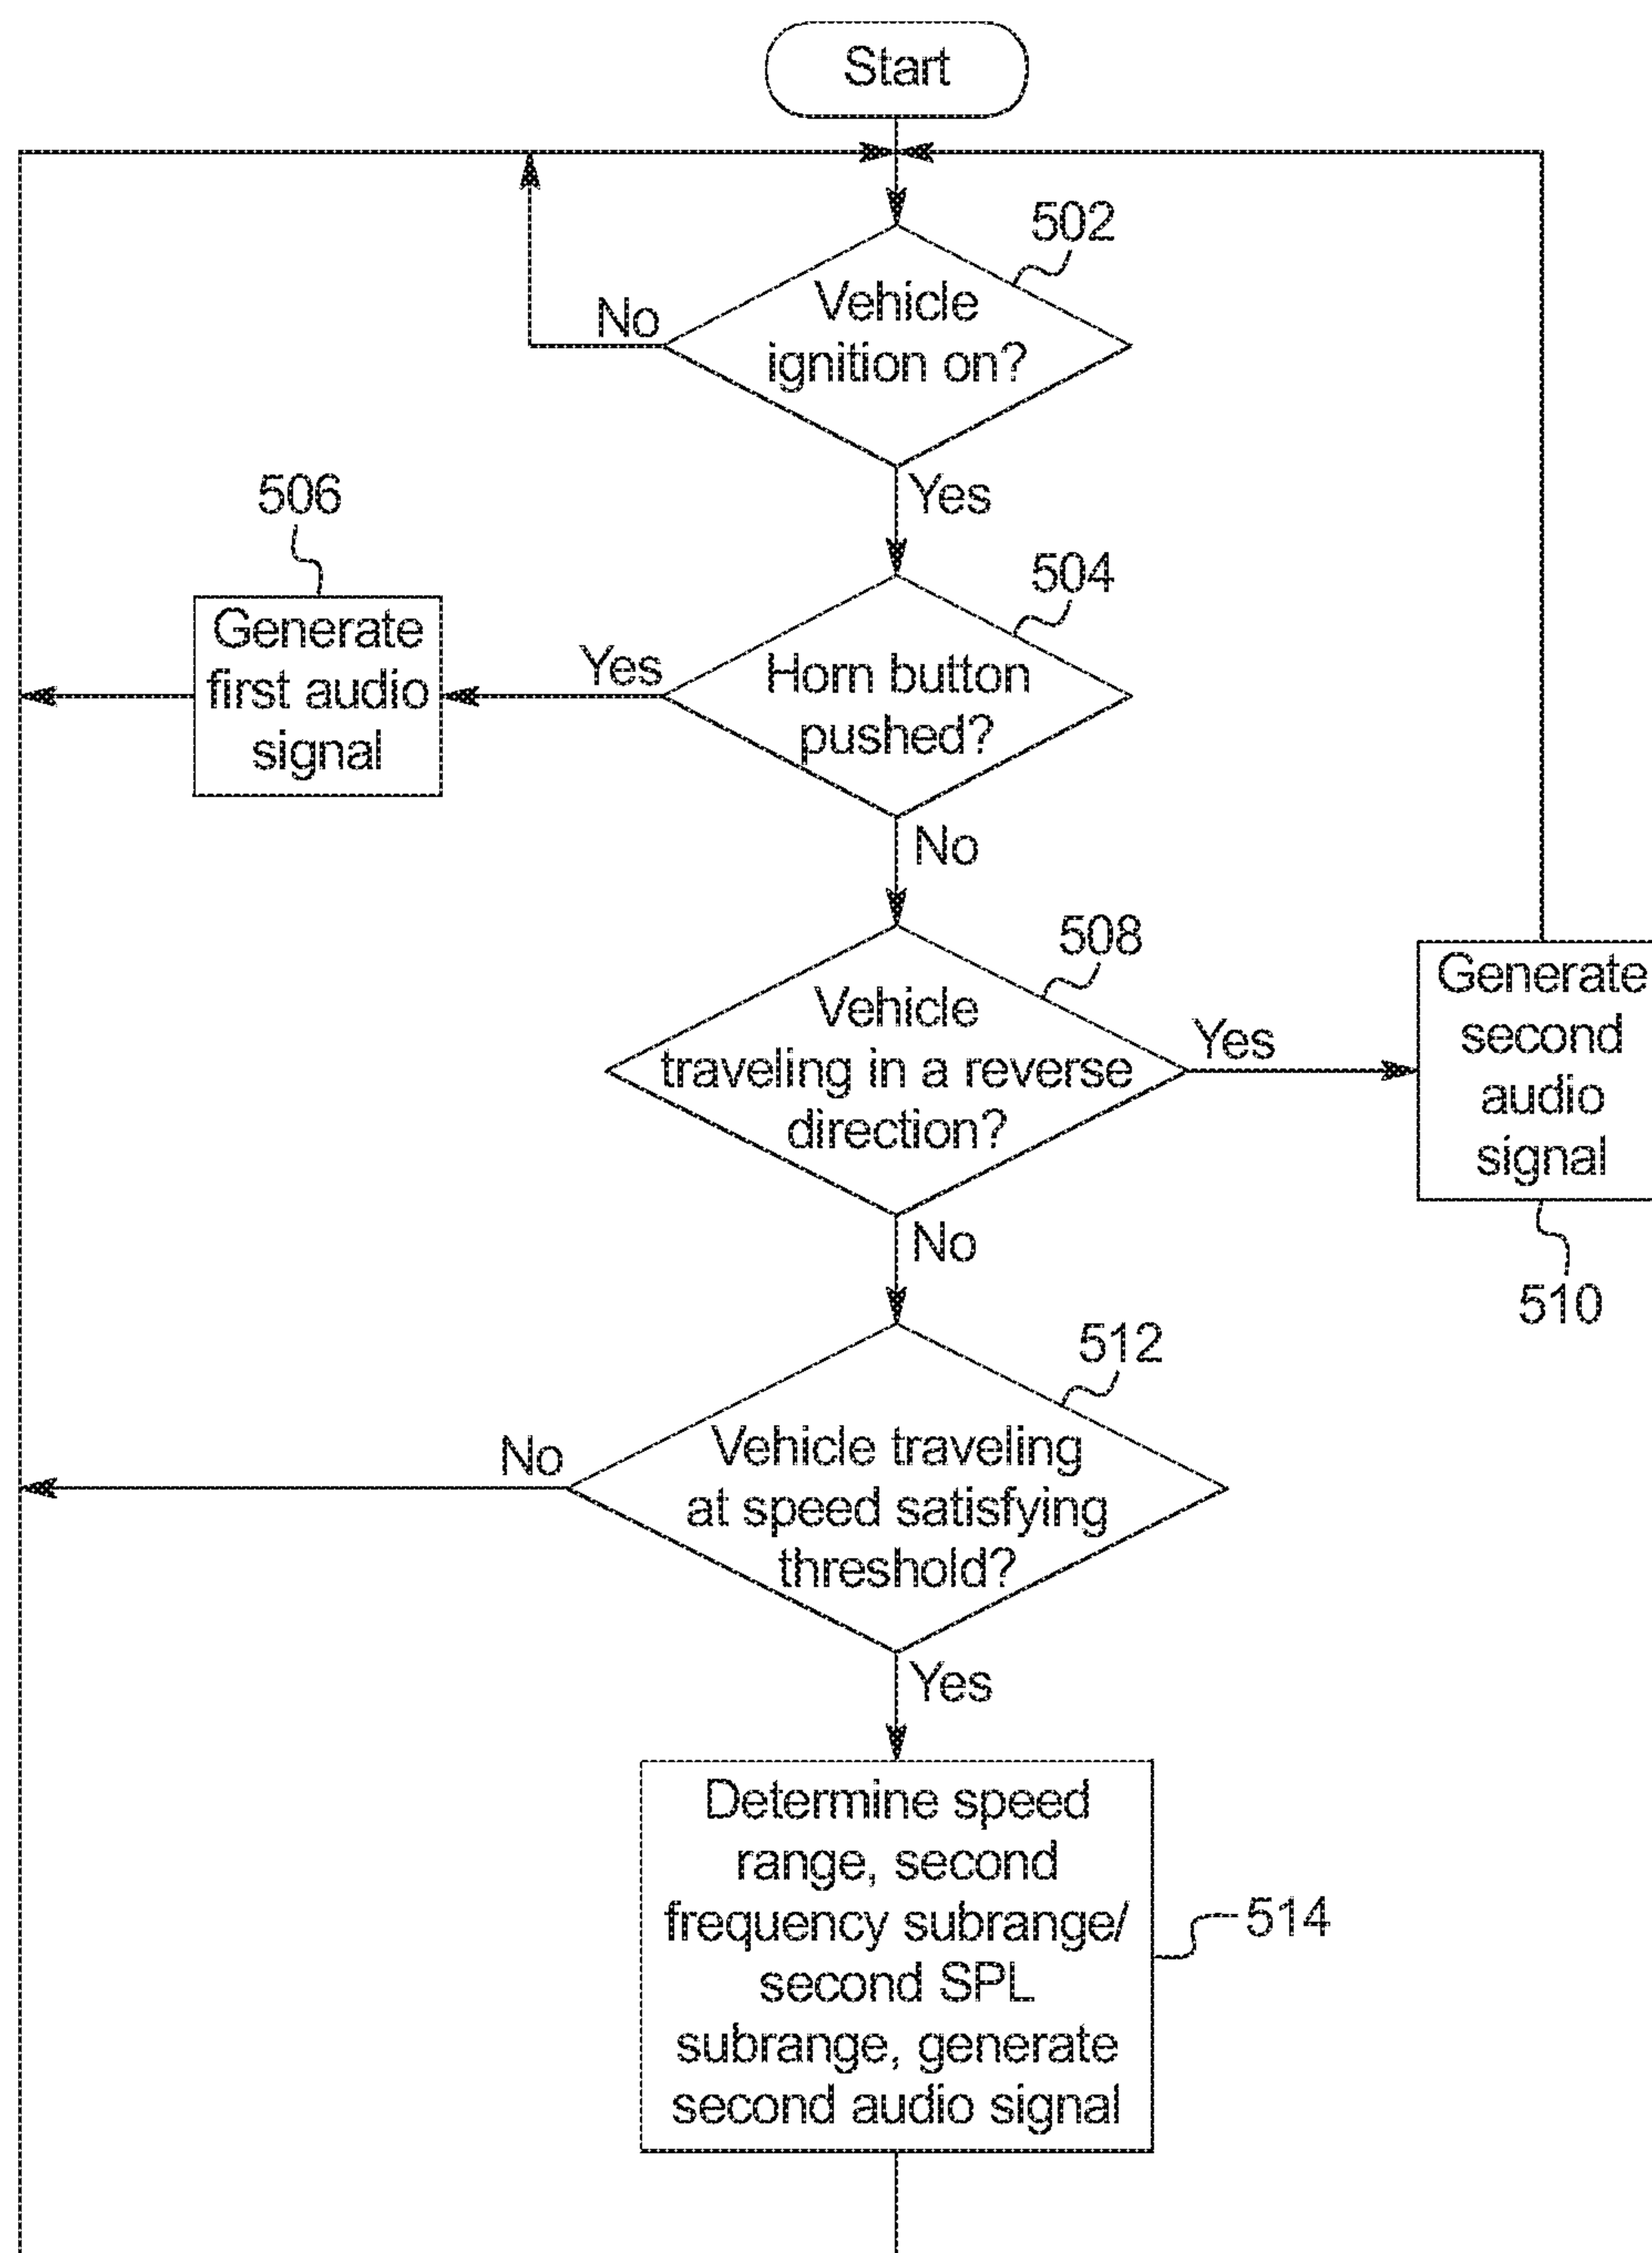 Start
502
Vehicle
ignition on?
No
Yes
506
504
Generate
first audio
signal
Yes
Horn button
pushed?
No
508
Vehicle
traveling in a reverse
direction?
Yes
Generate
second
audio
signal
510
No
512
Vehicle traveling
at speed satisfying
threshold?
No
Yes
Determine speed
range, second
frequency subrange/
second SPL
subrange, generate
second audio signal
514